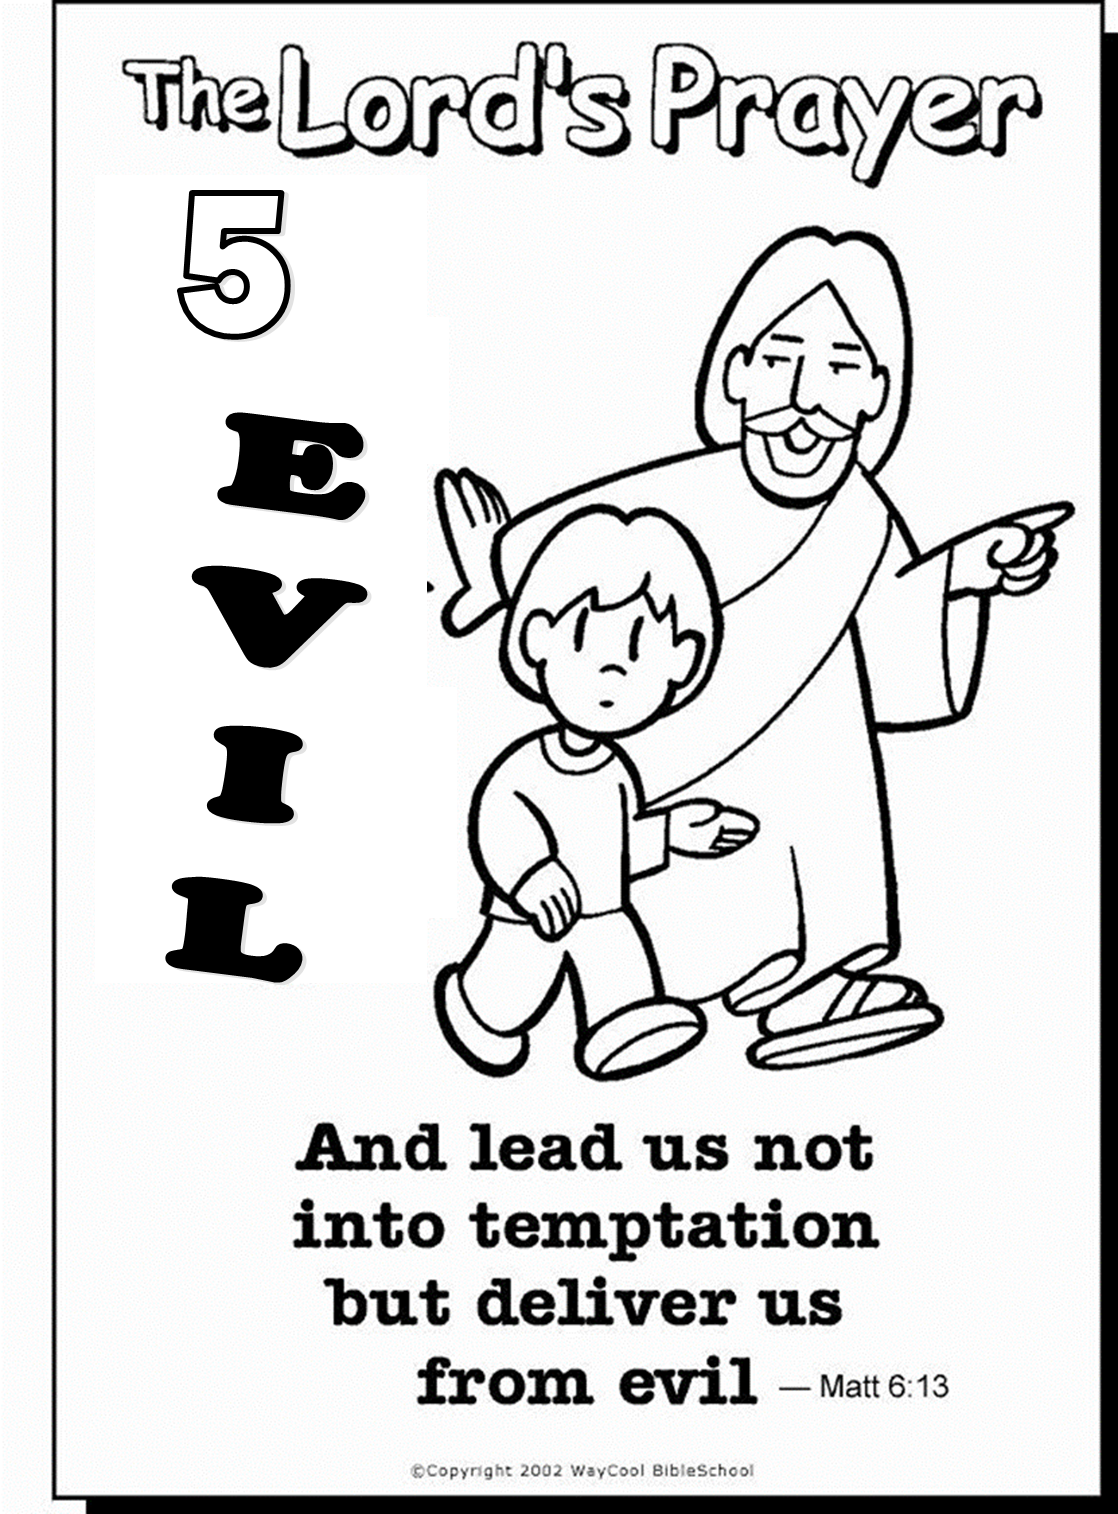 The Lord's Prayer
5
E
V
I
L
And lead us not
into temptation
but deliver us
from evil — Matt 6:13
©Copyright 2002 WayCool BibleSchool